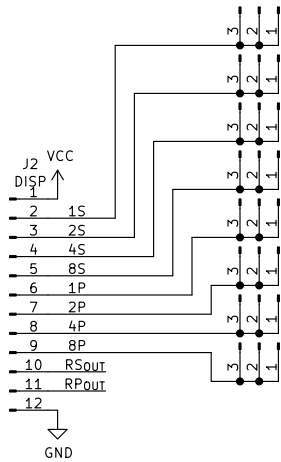 3 2 1
3 2 1
3 2 1
VCC
J2
DISP
3 2 1
1
2 1S
3 2 1
3 2S
4 4S
3 2 1
5 8S
6 1P
7 2P
3 2 1
8 4P
9 8P
3 2 1
10 RSOUT
11 RPOUT
12
GND